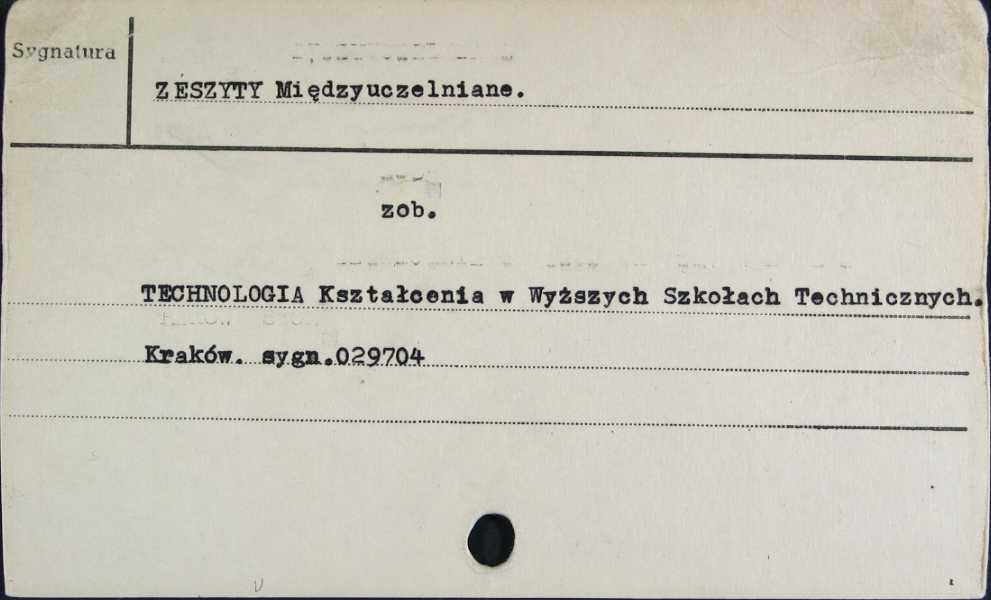 Sygnatura
ZESZYTY Międzyuczelniane.
zob.
TECHNOLOGIA Kształcenia w Wyższych Szkołach Technicznych.
Kraków. sygn.029704